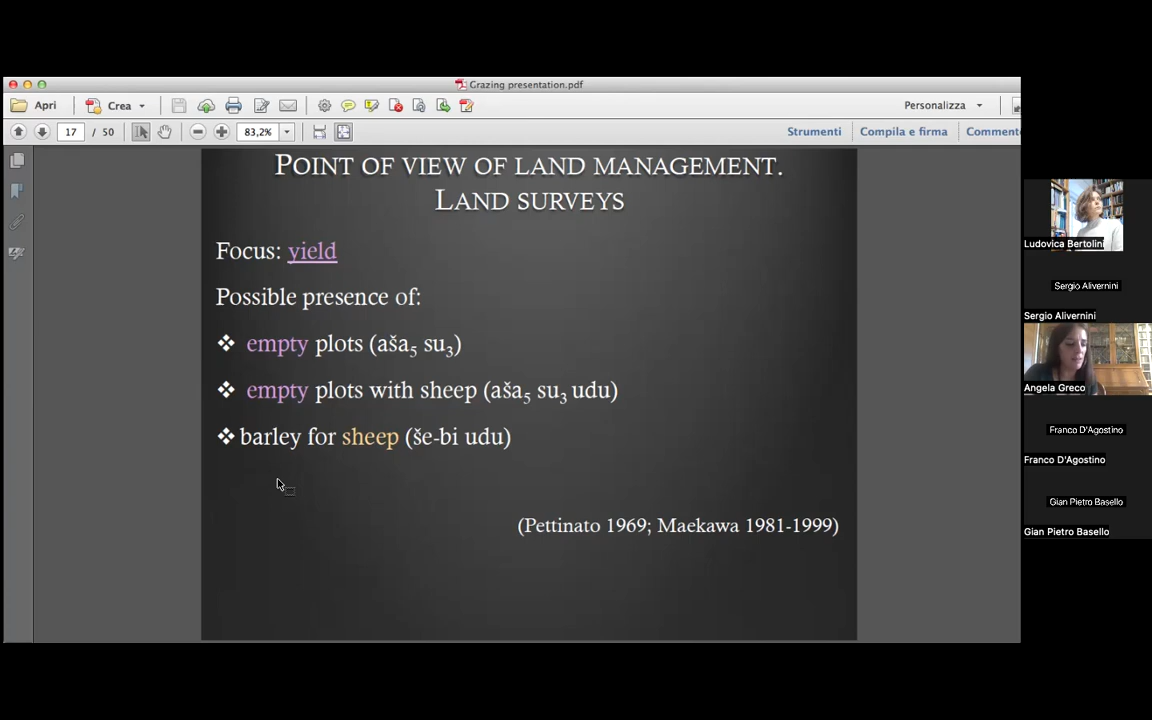 Grazing presentation.pdf
Apri
Crea
Personalizza
17 / 50
83,2%
Strumenti
Compila e firma
Comment
POINT OF VIEW OF LAND MANAGEMENT.
LAND SURVEYS
Focus: yield
Possible presence of:
❖ empty plots (aša₅ su₃)
❖ empty plots with sheep (aša₅ su₃ udu)
❖ barley for sheep (še-bi udu)
(Pettinato 1969; Maekawa 1981-1999)
Ludovica Bertolini
Sergio Alivernini
Sergio Alivernini
Angela Greco
Franco D'Agostino
Franco D'Agostino
Gian Pietro Basello
Gian Pietro Basello